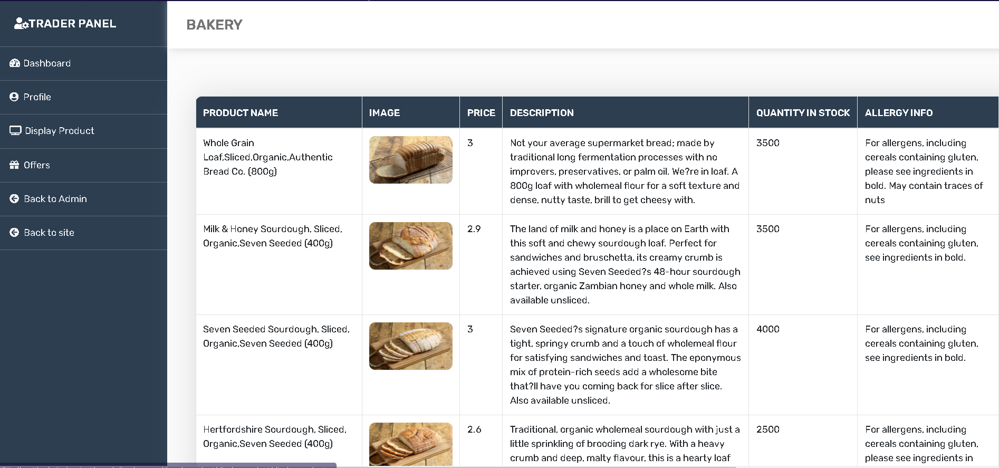 TRADER PANEL
Dashboard
Profile
Display Product
Offers
Back to Admin
Back to site
BAKERY
PRODUCT NAME
IMAGE
PRICE
DESCRIPTION
QUANTITY IN STOCK
ALLERGY INFO
Whole Grain
Loaf,Sliced,Organic,Authentic
Bread Co. (800g)
3
Not your average supermarket bread; made by
traditional long fermentation processes with no
improvers, preservatives, or palm oil. We?re in loaf. A
800g loaf with wholemeal flour for a soft texture and
dense, nutty taste, brill to get cheesy with.
3500
For allergens, including
cereals containing gluten,
please see ingredients in
bold. May contain traces of
nuts
Milk & Honey Sourdough, Sliced,
Organic,Seven Seeded (400g)
2.9
The land of milk and honey is a place on Earth with
this soft and chewy sourdough loaf. Perfect for
sandwiches and bruschetta, its creamy crumb is
achieved using Seven Seeded?s 48-hour sourdough
starter, organic Zambian honey and whole milk. Also
available unsliced.
3500
For allergens, including
cereals containing gluten,
see ingredients in bold.
Seven Seeded Sourdough, Sliced,
Organic,Seven Seeded (400g)
3
Seven Seeded?s signature organic sourdough has a
tight, springy crumb and a touch of wholemeal flour
for satisfying sandwiches and toast. The eponymous
mix of protein-rich seeds add a wholesome bite
that?ll have you coming back for slice after slice.
Also available unsliced.
4000
For allergens, including
cereals containing gluten,
see ingredients in bold.
Hertfordshire Sourdough, Sliced,
Organic,Seven Seeded (400g)
2.6
Traditional, organic wholemeal sourdough with just a
little sprinkling of brooding dark rye. With a heavy
crumb and deep, malty flavour, this is a hearty loaf
2500
For allergens, including
cereals containing gluten,
please see ingredients in